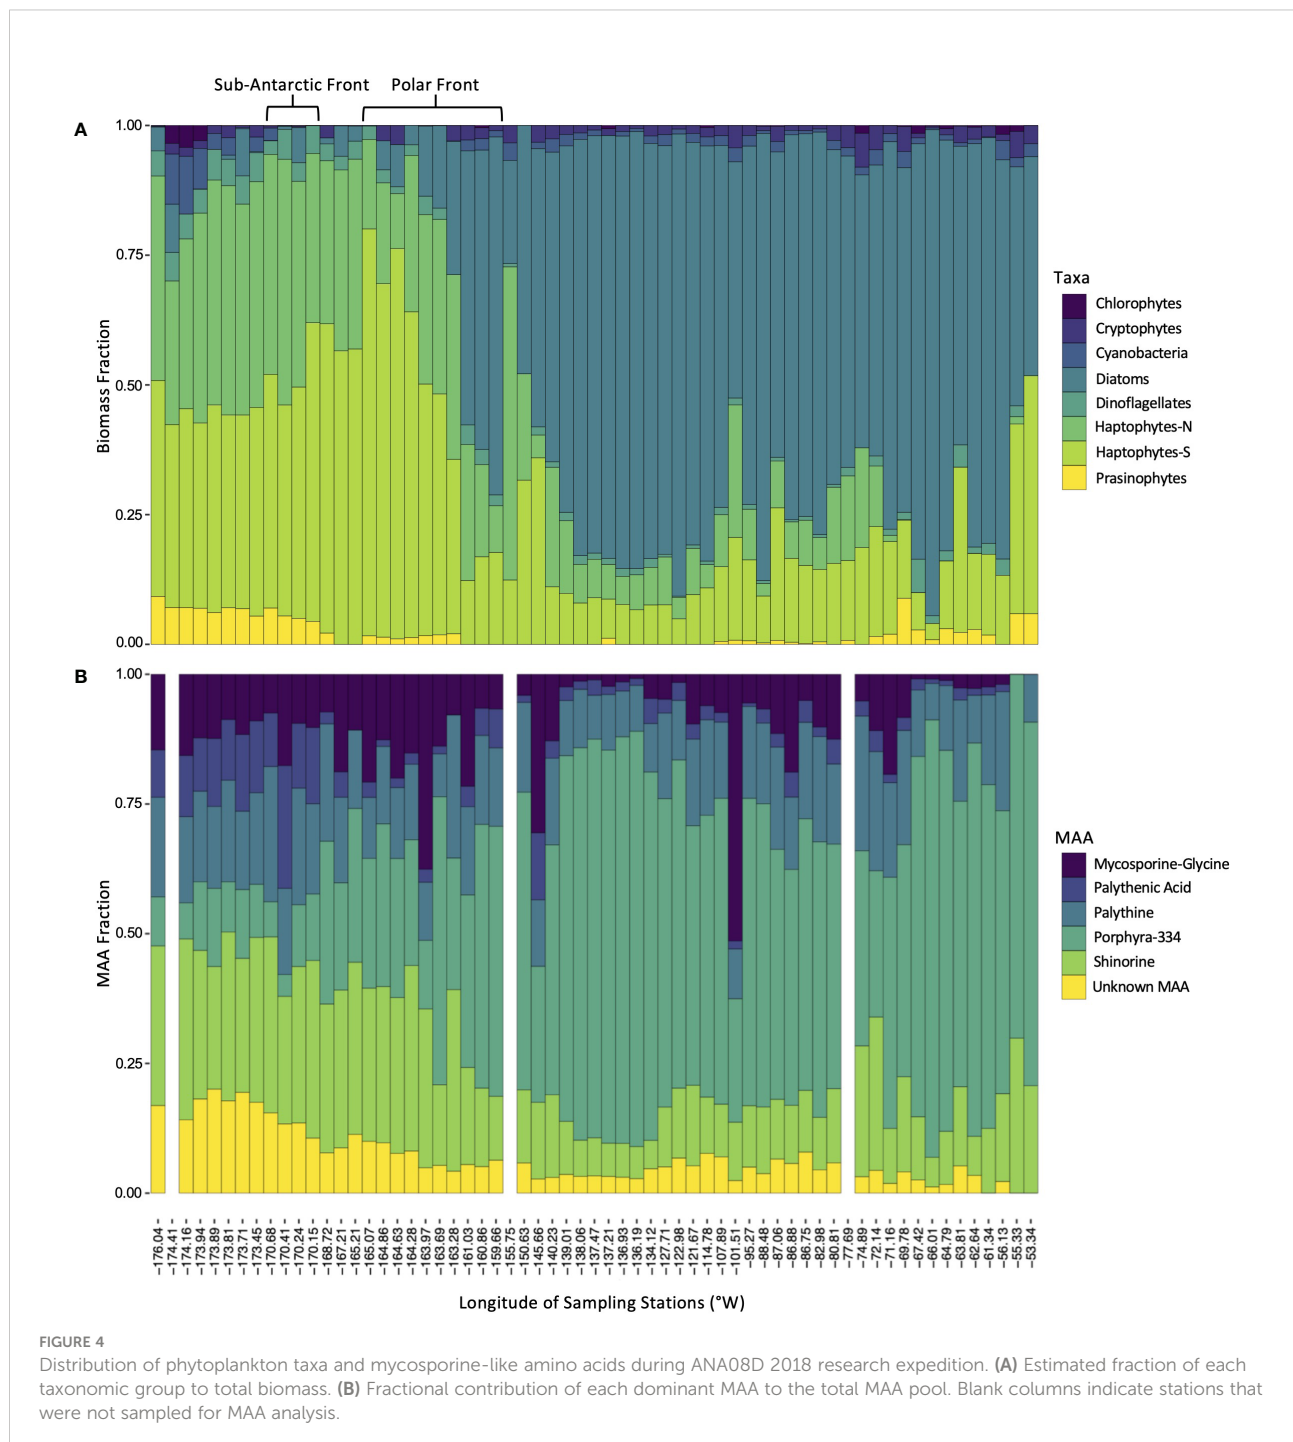 Sub-Antarctic Front Polar Front
A
1.00
0.75
0.50
0.25
0.00
Biomass Fraction
Taxa
Chlorophytes
Cryptophytes
Cyanobacteria
Diatoms
Dinoflagellates
Haptophytes-N
Haptophytes-S
Prasinophytes
B
1.00
0.75
0.50
0.25
0.00
MAA Fraction
MAA
Mycosporine-Glycine
Palythenic Acid
Palythine
Porphyra-334
Shinorine
Unknown MAA
−176.04
−174.41
−174.16
−173.94
−173.89
−173.81
−173.71
−173.45
−170.68
−170.41
−170.24
−170.15
−168.72
−167.21
−165.21
−165.07
−164.86
−164.63
−164.28
−163.97
−163.69
−163.28
−161.03
−160.86
−159.66
−155.75
−150.63
−145.66
−140.23
−139.01
−138.06
−137.47
−137.21
−136.93
−136.19
−134.12
−127.71
−122.98
−121.67
−114.78
−107.89
−101.51
−95.27
−88.48
−87.06
−86.88
−86.75
−82.98
−80.81
−77.69
−74.89
−72.14
−71.16
−69.78
−67.42
−66.01
−64.79
−63.81
−62.64
−61.34
−56.13
−55.33
−53.34
Longitude of Sampling Stations (°W)
FIGURE 4
Distribution of phytoplankton taxa and mycosporine-like amino acids during ANA08D 2018 research expedition. (A) Estimated fraction of each
taxonomic group to total biomass. (B) Fractional contribution of each dominant MAA to the total MAA pool. Blank columns indicate stations that
were not sampled for MAA analysis.